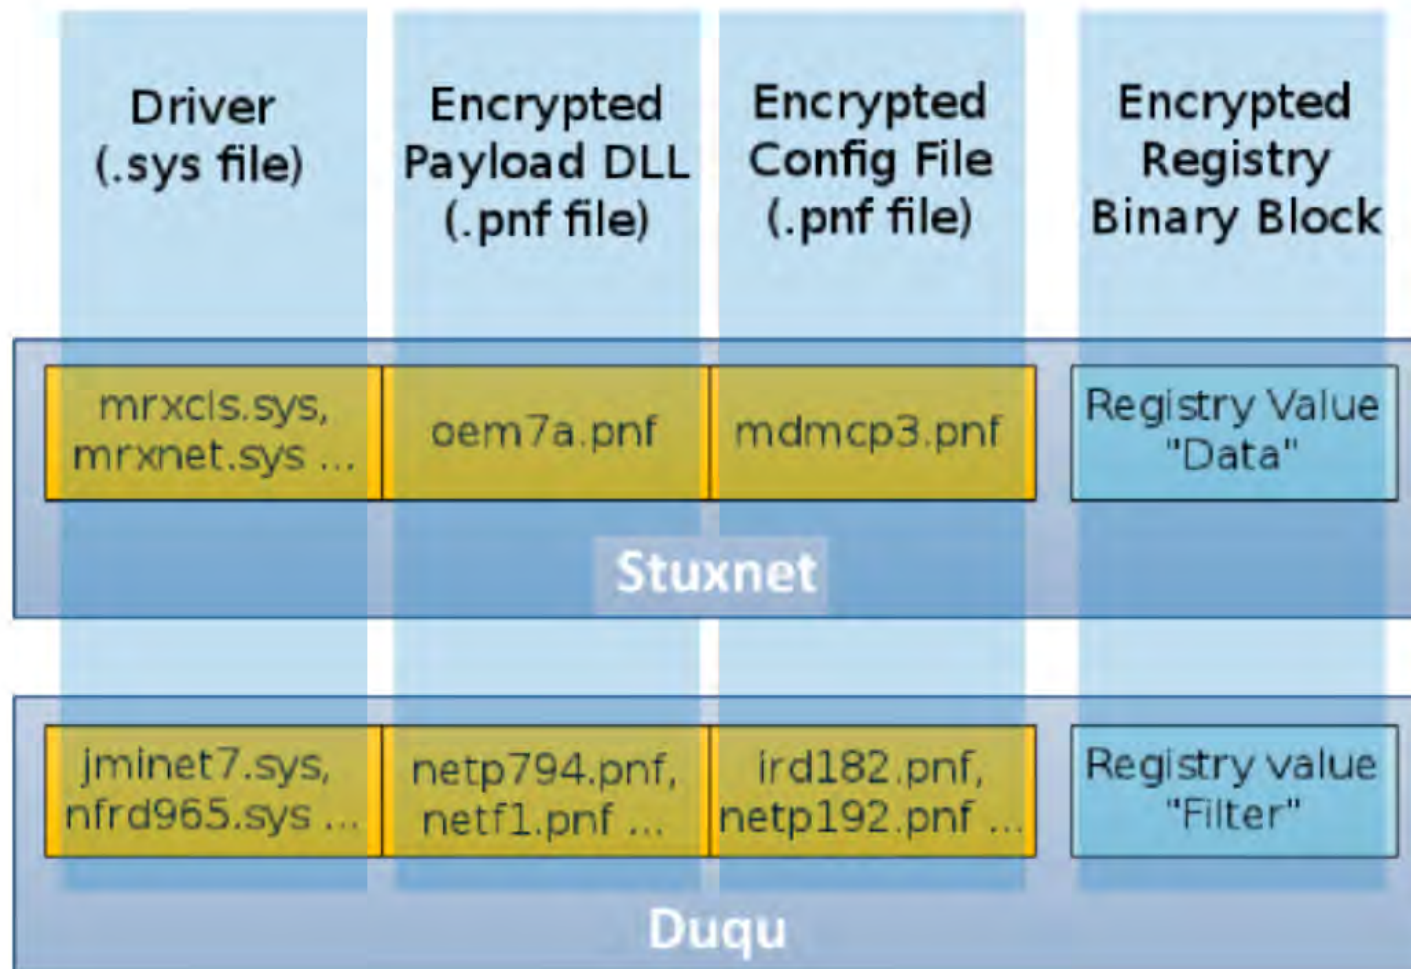 Driver
(.sys file)
Encrypted
Payload DLL
(.pnf file)
Encrypted
Config File
(.pnf file)
Encrypted
Registry
Binary Block
mrxcls.sys,
mrxnet.sys ...
oem7a.pnf
mdmcp3.pnf
Registry Value
"Data"
Stuxnet
jminet7.sys,
nfrd965.sys ...
netp794.pnf,
netf1.pnf ...
ird182.pnf,
netp192.pnf ...
Registry value
"Filter"
Duqu